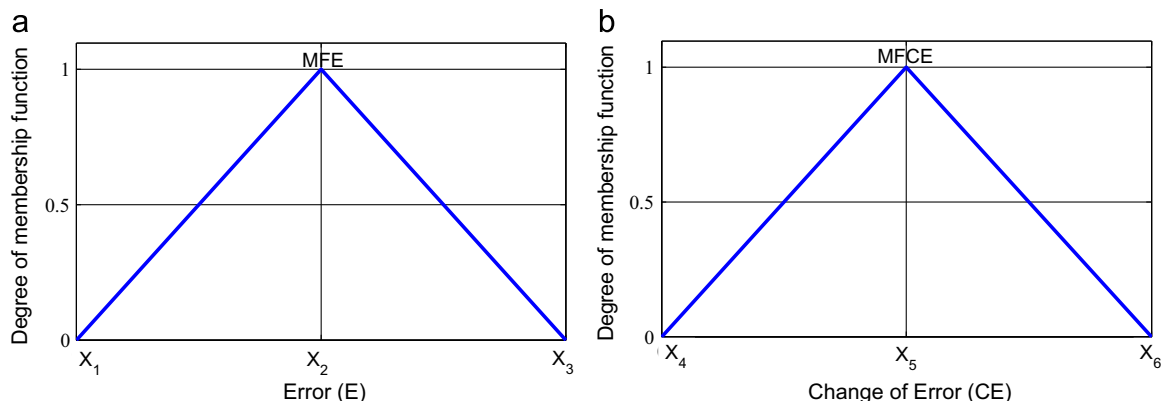 a
Degree of membership function
MFE
1
0.5
0
X1
X2
X3
Error (E)
b
Degree of membership function
MFCE
1
0.5
0
X4
X5
X6
Change of Error (CE)